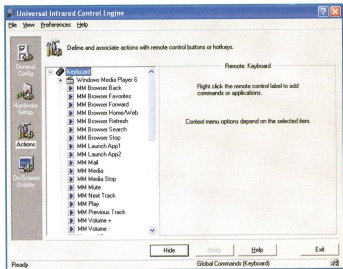 Universal Infrared Control Engine
File View Preferences Help
Define and associate actions with remote control buttons or hotkeys.
General Config.
Hardware Setup
Actions
On-Screen Display
Keyboard
Windows Media Player 6
MM Browser Back
MM Browser Favorites
MM Browser Forward
MM Browser Home/Web
MM Browser Refresh
MM Browser Search
MM Browser Stop
MM Launch App1
MM Launch App2
MM Mail
MM Media
MM Media Stop
MM Mute
MM Next Track
MM Play
MM Previous Track
MM Volume +
MM Volume -
Remote: Keyboard
Right click the remote control label to add
commands or applications.
Context menu options depend on the selected item.
Hide Apply Help Exit
Ready Global Commands (Keyboard)